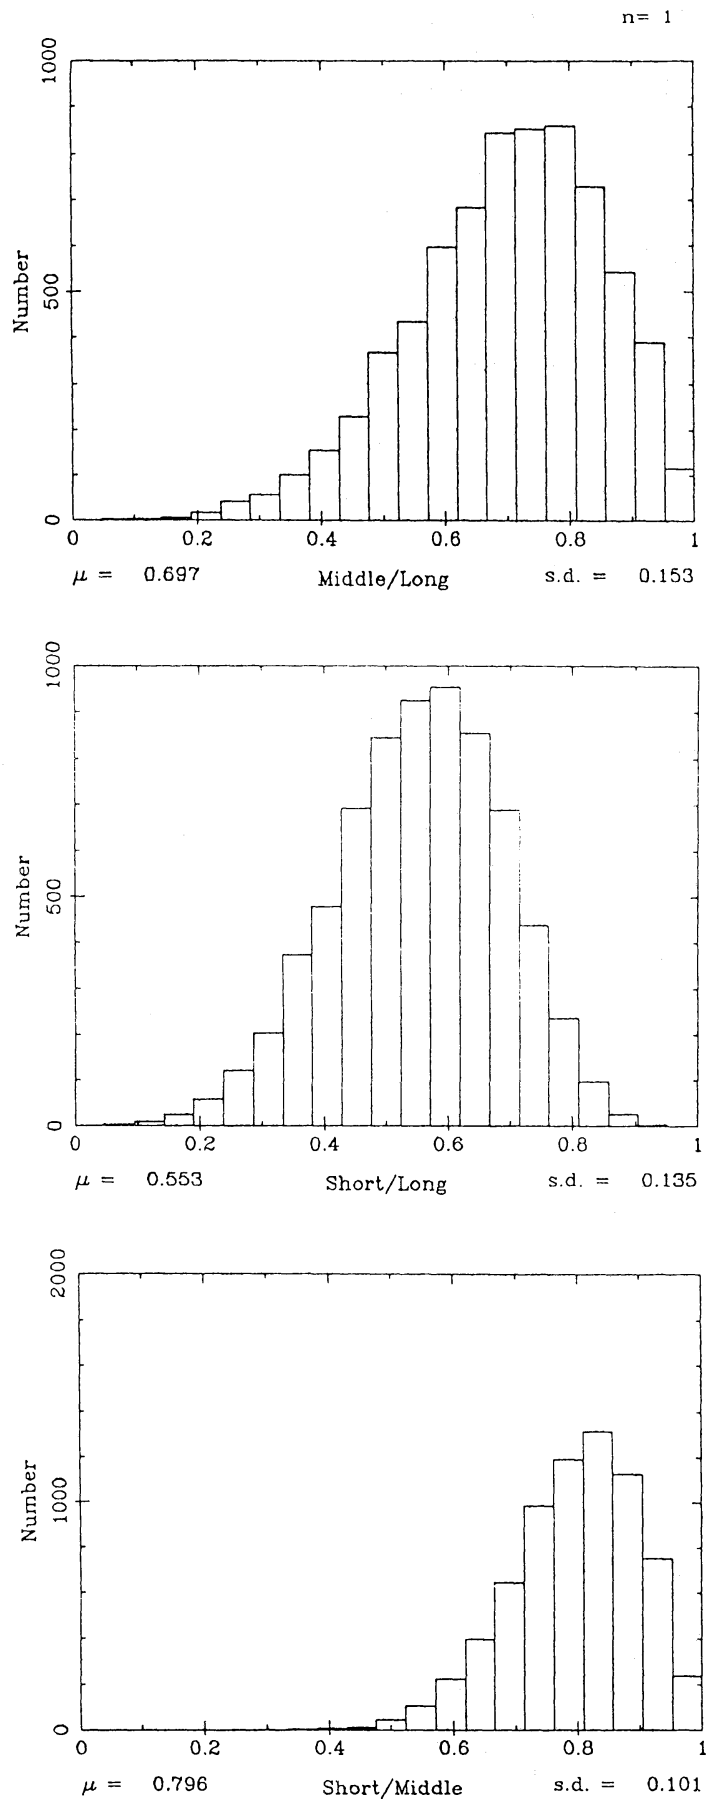 n= 1
1000
500
0
Number
0 0.2 0.4 0.6 0.8 1
μ = 0.697 Middle/Long s.d. = 0.153
1000
500
0
Number
0 0.2 0.4 0.6 0.8 1
μ = 0.553 Short/Long s.d. = 0.135
2000
1000
0
Number
0 0.2 0.4 0.6 0.8 1
μ = 0.796 Short/Middle s.d. = 0.101